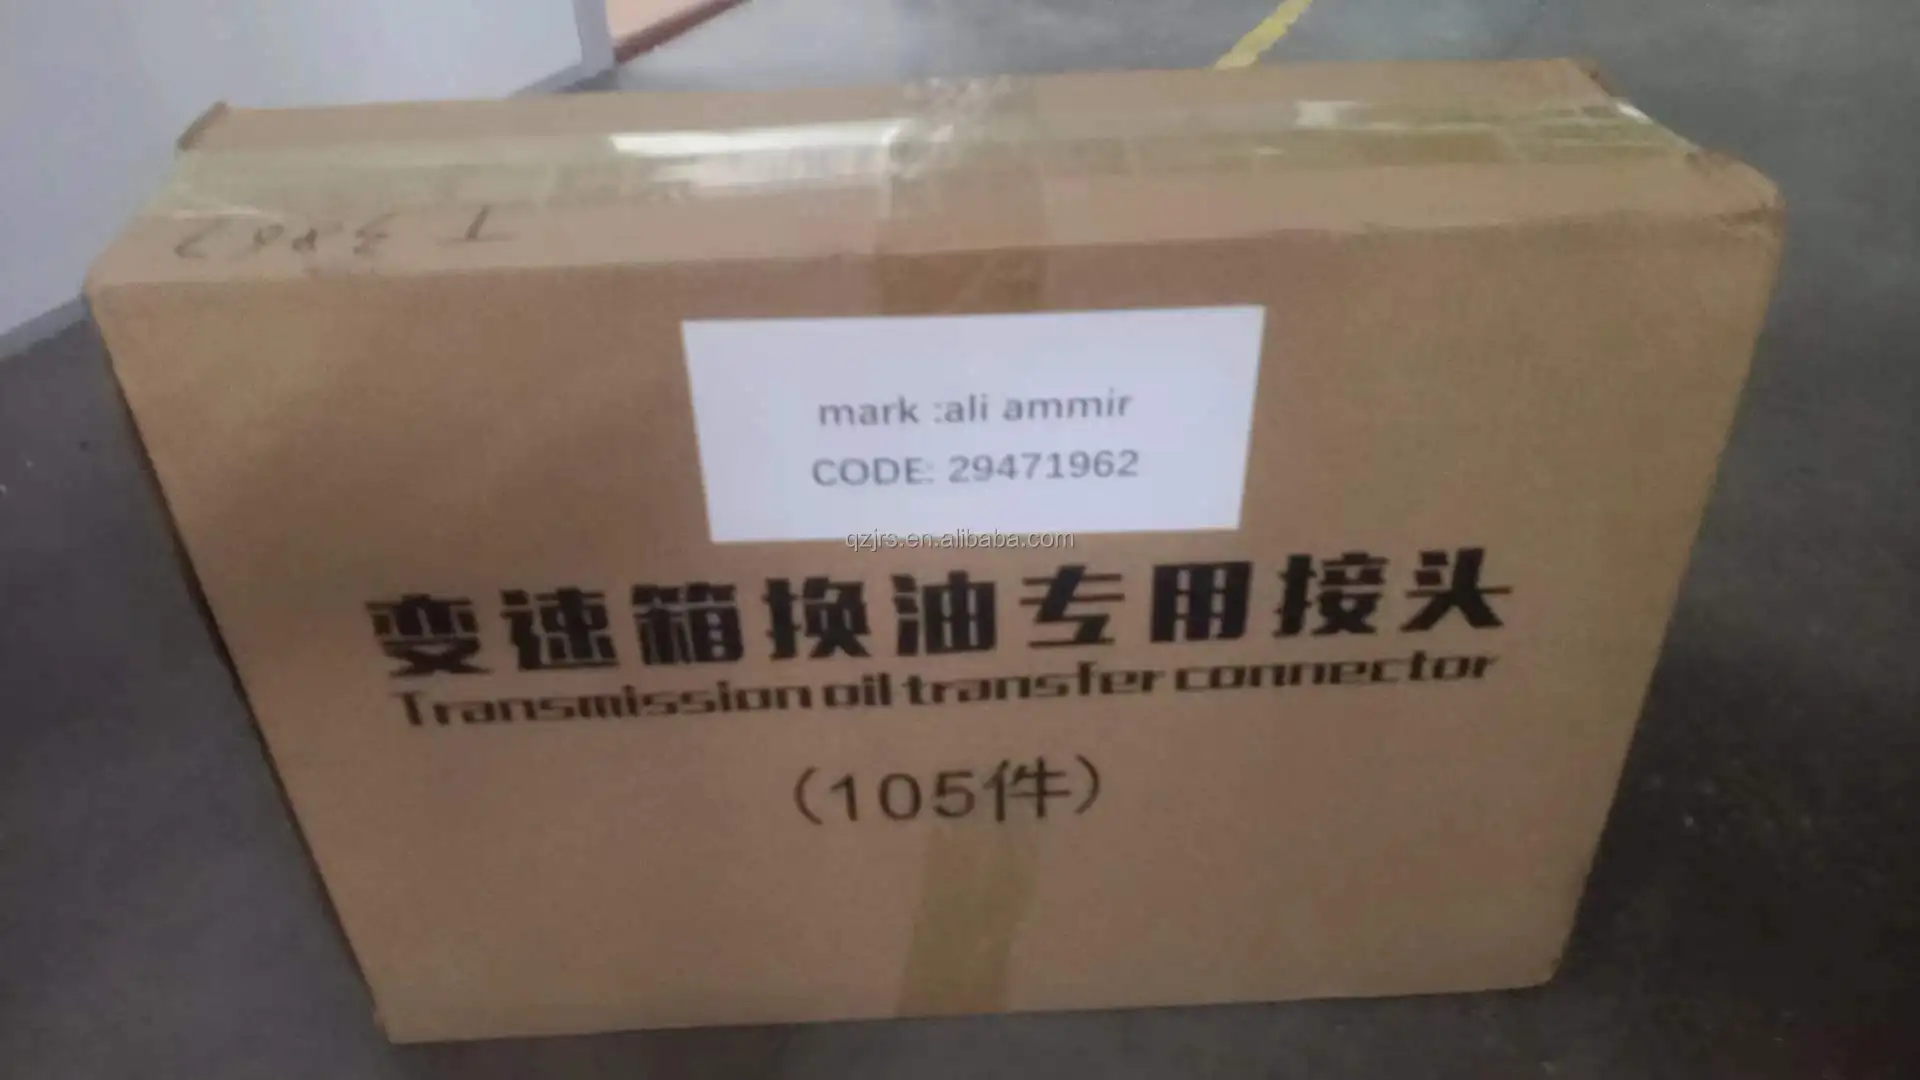 mark :ali ammir
CODE: 29471962
qzjrs.en.alibaba.com
变速箱换油专用接头
Transmission oil transfer connector
(105件)